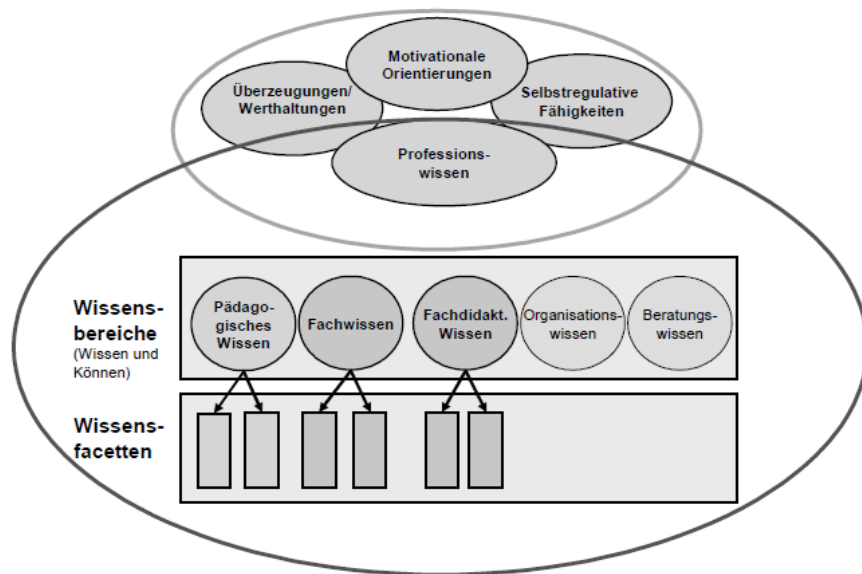 Motivationale
Orientierungen
Überzeugungen/
Werthaltungen
Selbstregulative
Fähigkeiten
Professions-
wissen
Wissens-
bereiche
(Wissen und
Können)
Pädago-
gisches
Wissen
Fachwissen
Fachdidakt.
Wissen
Organisations-
wissen
Beratungs-
wissen
Wissens-
facetten